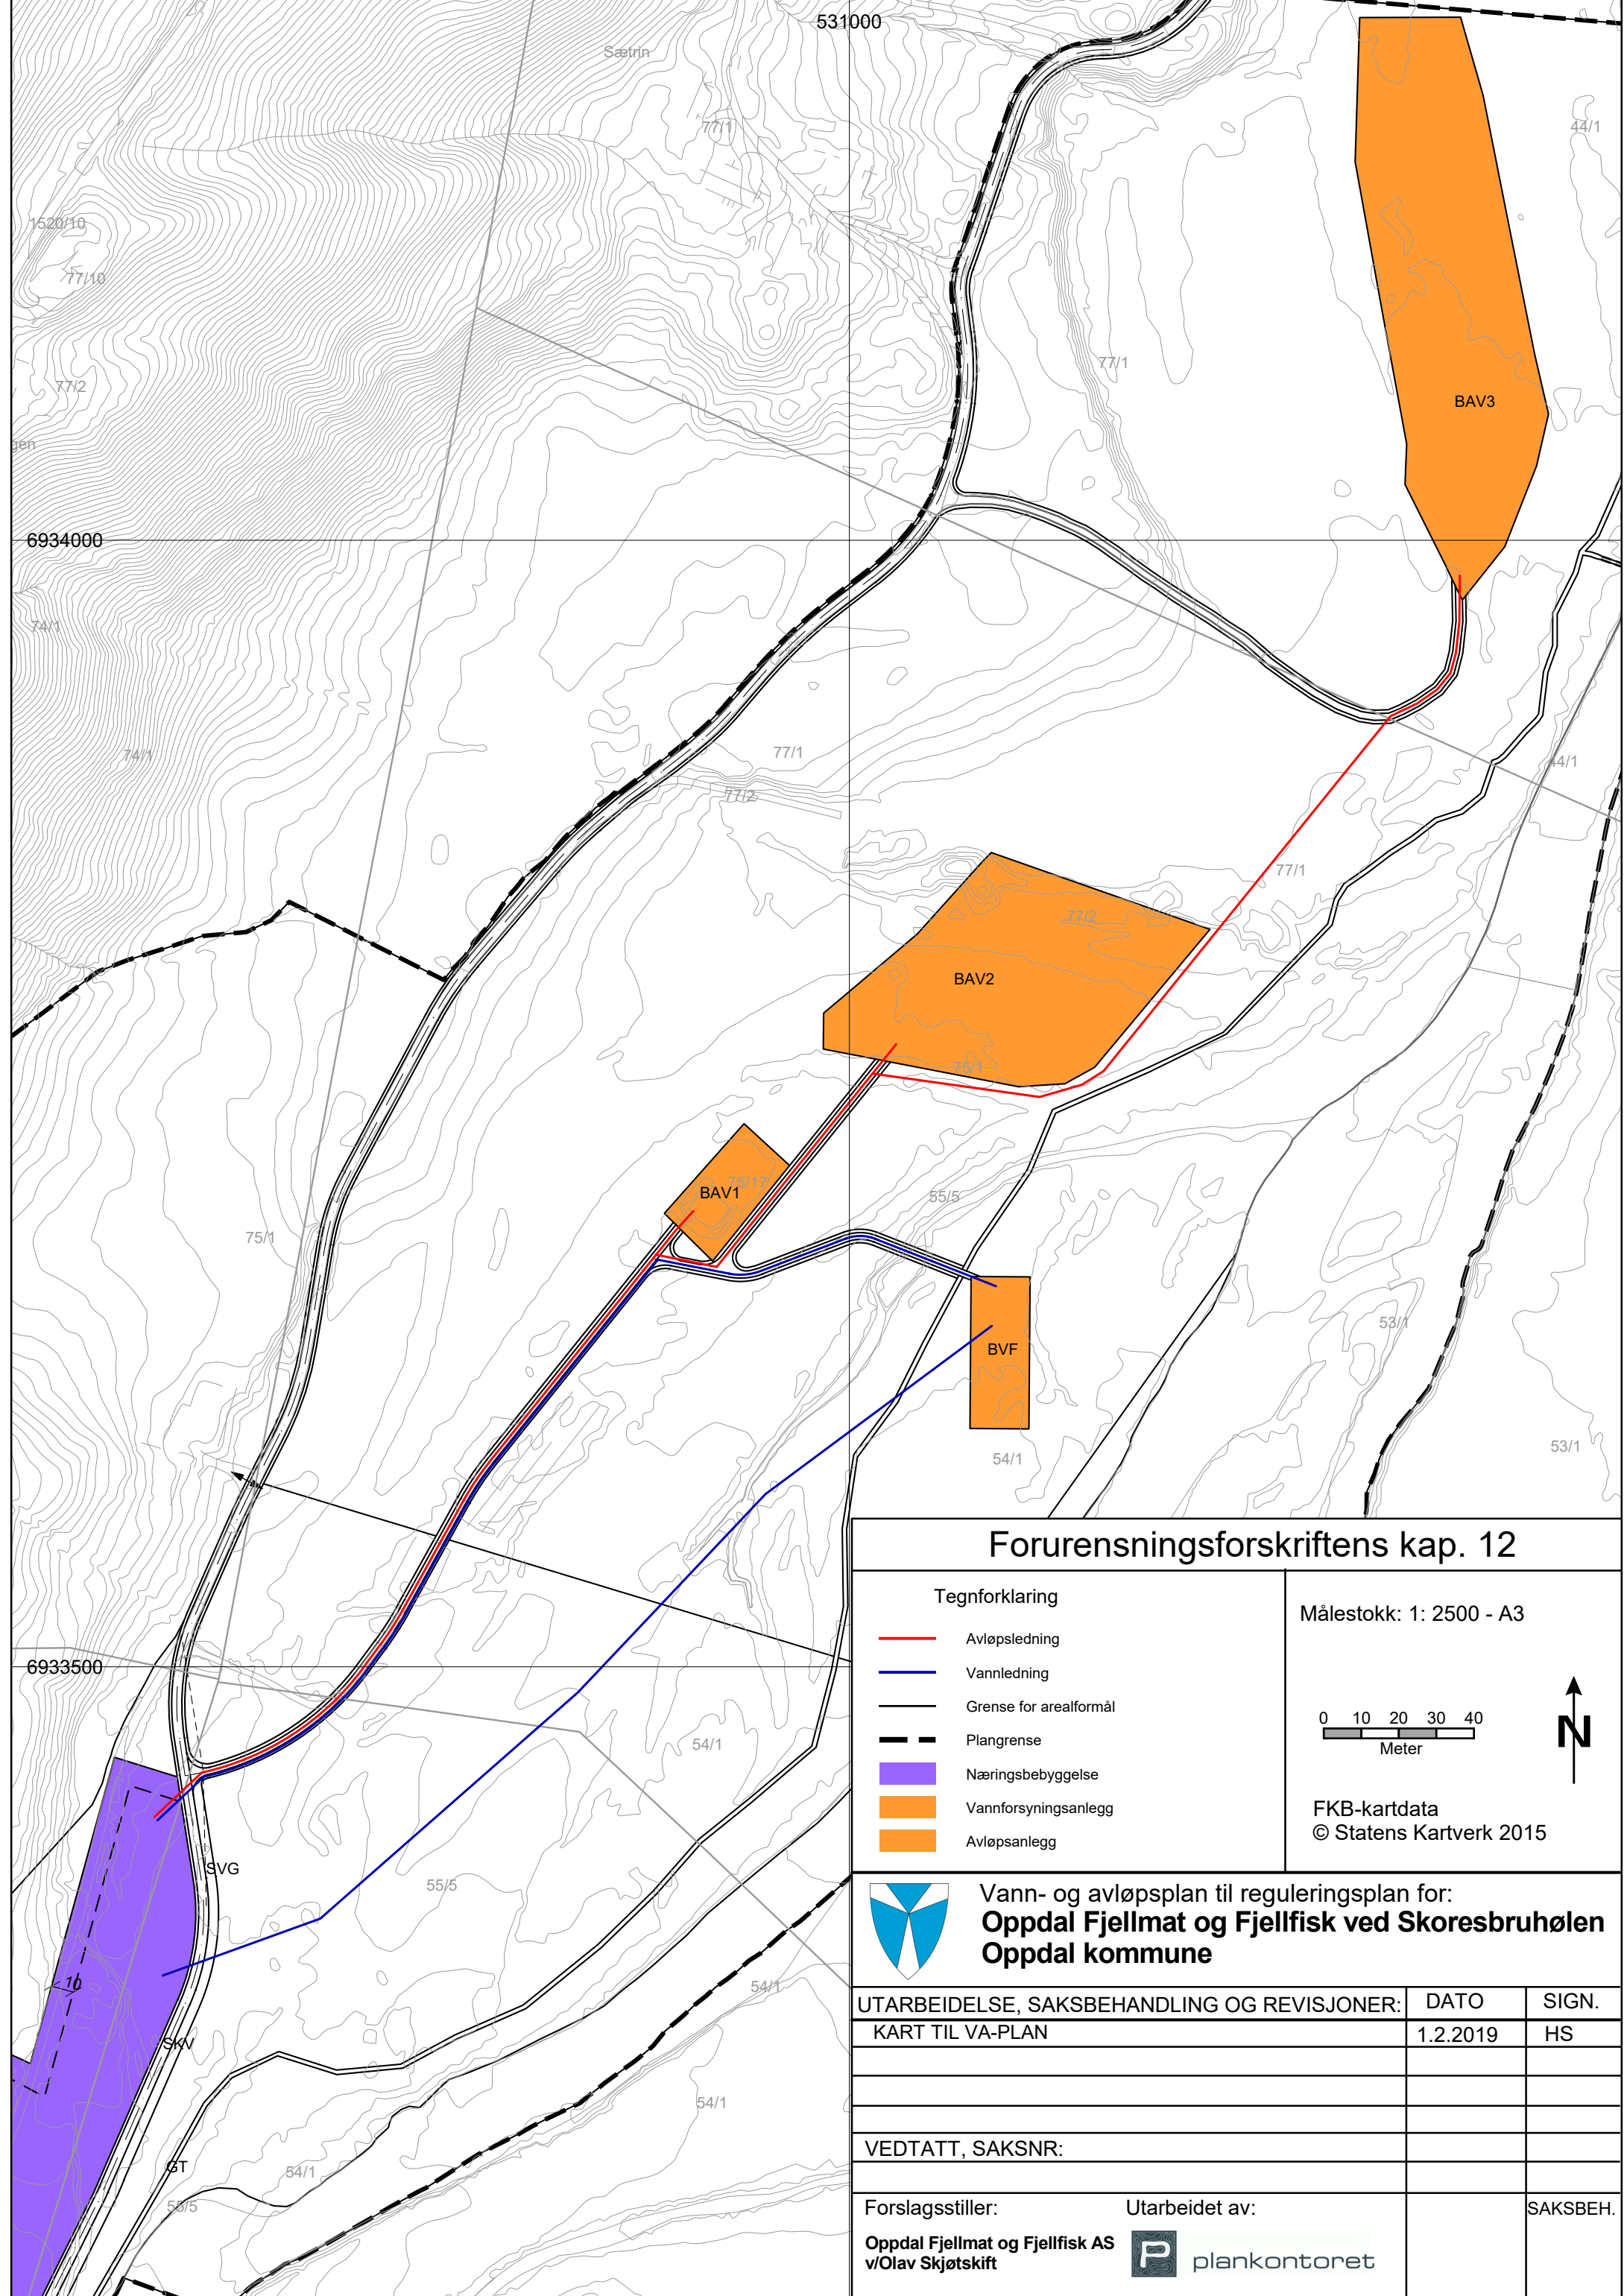 531000
Sætrin
77/1
44/1
1520/10
77/10
77/1
77/2
BAV3
gen
6934000
74/1
74/1
77/1
44/1
77/2
77/1
77/2
BAV2
75/1
75/17
BAV1
55/5
75/1
53/1
BVF
53/1
54/1
6933500
54/1
SVG
55/5
10
54/1
SKV
54/1
GT
54/1
55/5
Forurensningsforskriftens kap. 12
Tegnforklaring
Avløpsledning
Vannledning
Grense for arealformål
Plangrense
Næringsbebyggelse
Vannforsyningsanlegg
Avløpsanlegg
Målestokk: 1: 2500 - A3
0 10 20 30 40
Meter
N
FKB-kartdata
© Statens Kartverk 2015
Vann- og avløpsplan til reguleringsplan for:
Oppdal Fjellmat og Fjellfisk ved Skoresbruhølen
Oppdal kommune
UTARBEIDELSE, SAKSBEHANDLING OG REVISJONER: DATO SIGN.
KART TIL VA-PLAN 1.2.2019 HS
VEDTATT, SAKSNR:
Forslagsstiller: Utarbeidet av: SAKSBEH.
Oppdal Fjellmat og Fjellfisk AS
v/Olav Skjøtskift
P plankontoret